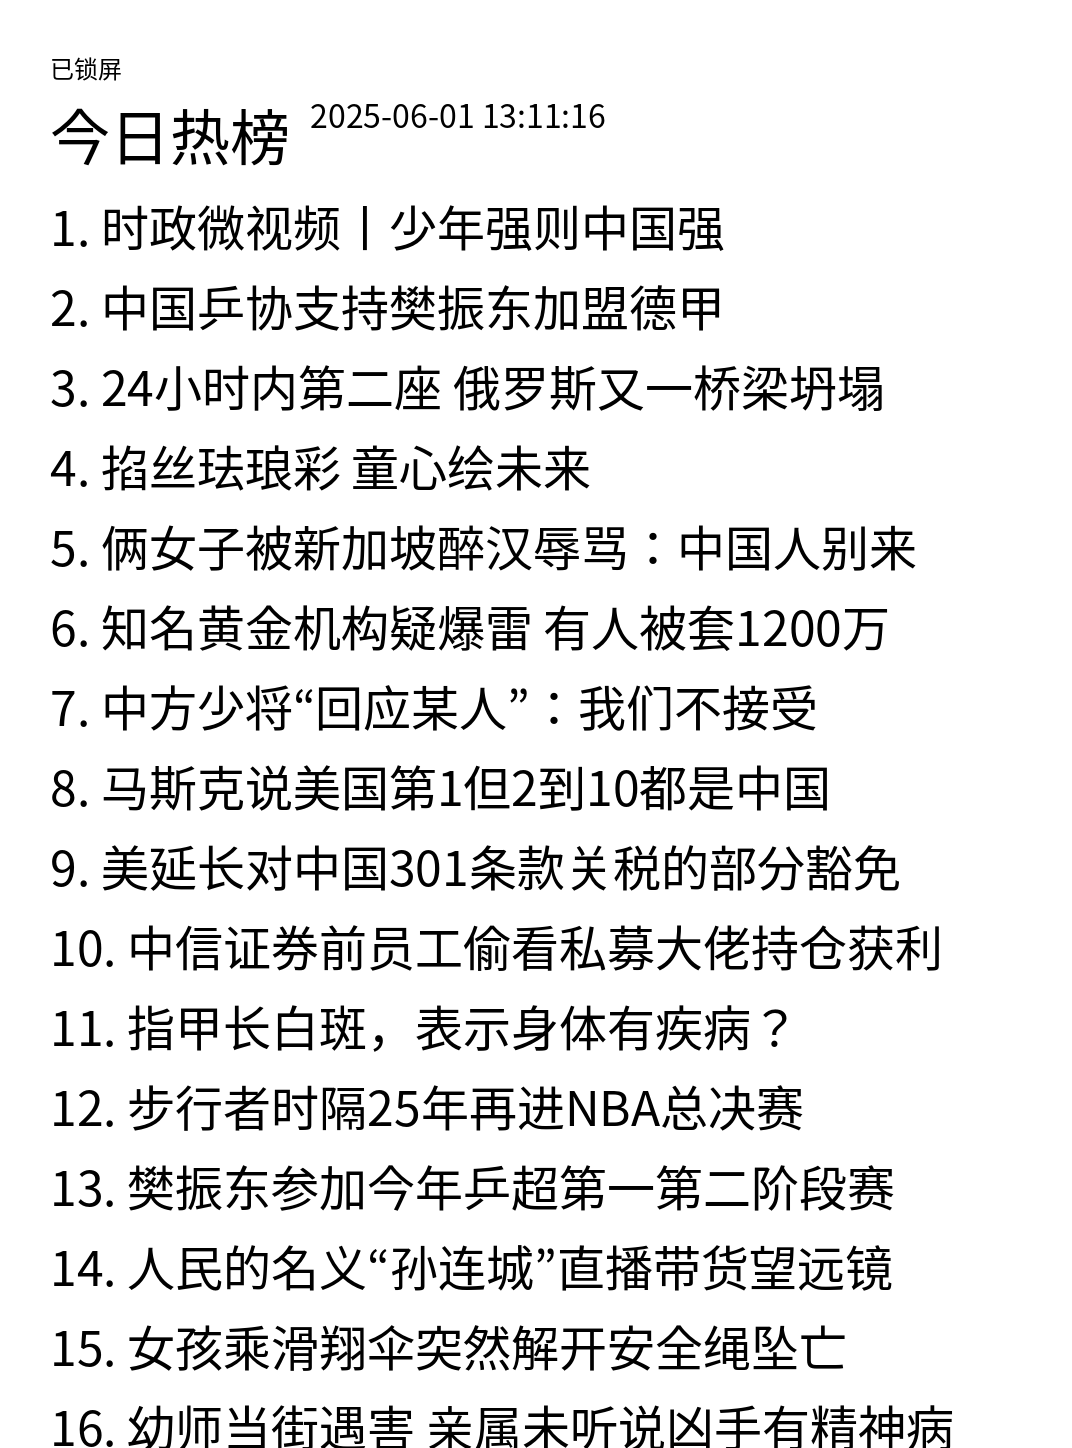 已锁屏
今日热榜 2025-06-01 13:11:16
1. 时政微视频丨少年强则中国强
2. 中国乒协支持樊振东加盟德甲
3. 24小时内第二座 俄罗斯又一桥梁坍塌
4. 掐丝珐琅彩 童心绘未来
5. 俩女子被新加坡醉汉辱骂：中国人别来
6. 知名黄金机构疑爆雷 有人被套1200万
7. 中方少将“回应某人”：我们不接受
8. 马斯克说美国第1但2到10都是中国
9. 美延长对中国301条款关税的部分豁免
10. 中信证券前员工偷看私募大佬持仓获利
11. 指甲长白斑，表示身体有疾病？
12. 步行者时隔25年再进NBA总决赛
13. 樊振东参加今年乒超第一第二阶段赛
14. 人民的名义“孙连城”直播带货望远镜
15. 女孩乘滑翔伞突然解开安全绳坠亡
16. 幼师当街遇害 亲属未听说凶手有精神病